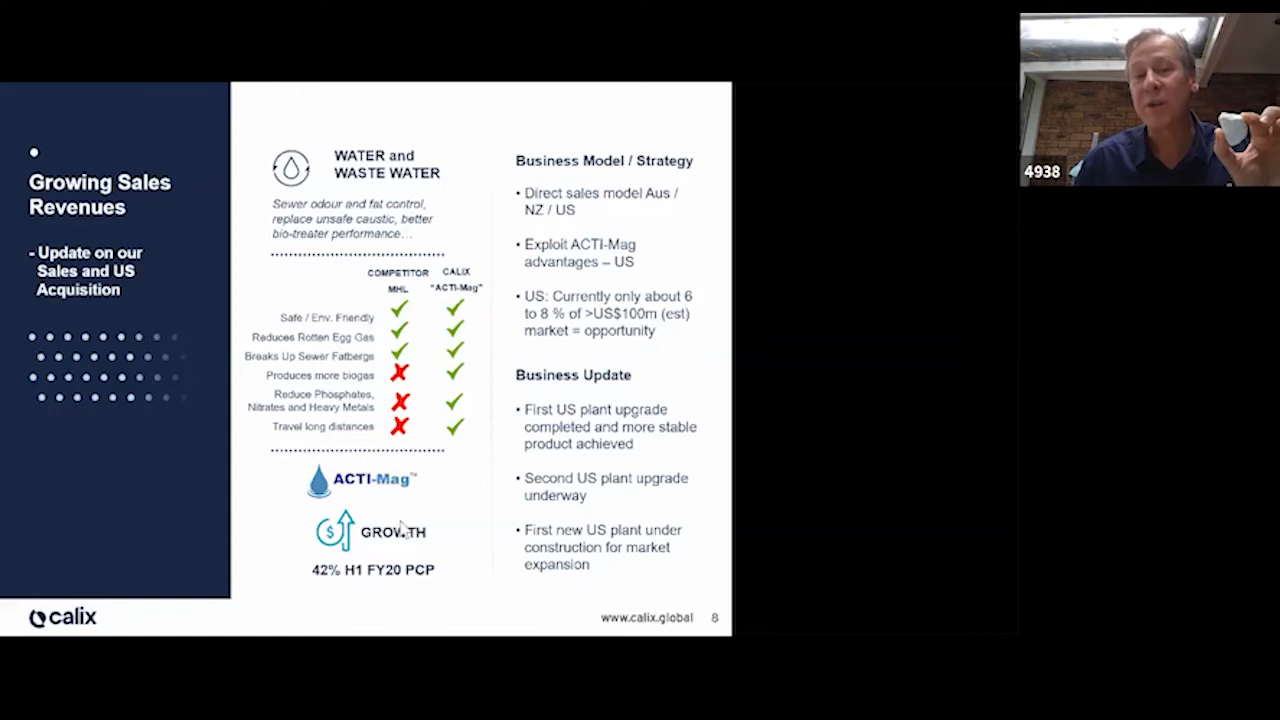 Growing Sales
Revenues
- Update on our
Sales and US
Acquisition
WATER and
WASTE WATER
Sewer odour and fat control,
replace unsafe caustic, better
bio-treater performance…
COMPETITOR
MHL
CALIX
"ACTI-Mag"
Safe / Env. Friendly
Reduces Rotten Egg Gas
Breaks Up Sewer Fatbergs
Produces more biogas
Reduce Phosphates,
Nitrates and Heavy Metals
Travel long distances
ACTI-Mag™
$
GROWTH
42% H1 FY20 PCP
Business Model / Strategy
• Direct sales model Aus /
NZ / US
• Exploit ACTI-Mag
advantages – US
• US: Currently only about 6
to 8 % of >US$100m (est)
market = opportunity
Business Update
• First US plant upgrade
completed and more stable
product achieved
• Second US plant upgrade
underway
• First new US plant under
construction for market
expansion
calix
www.calix.global
8
4938